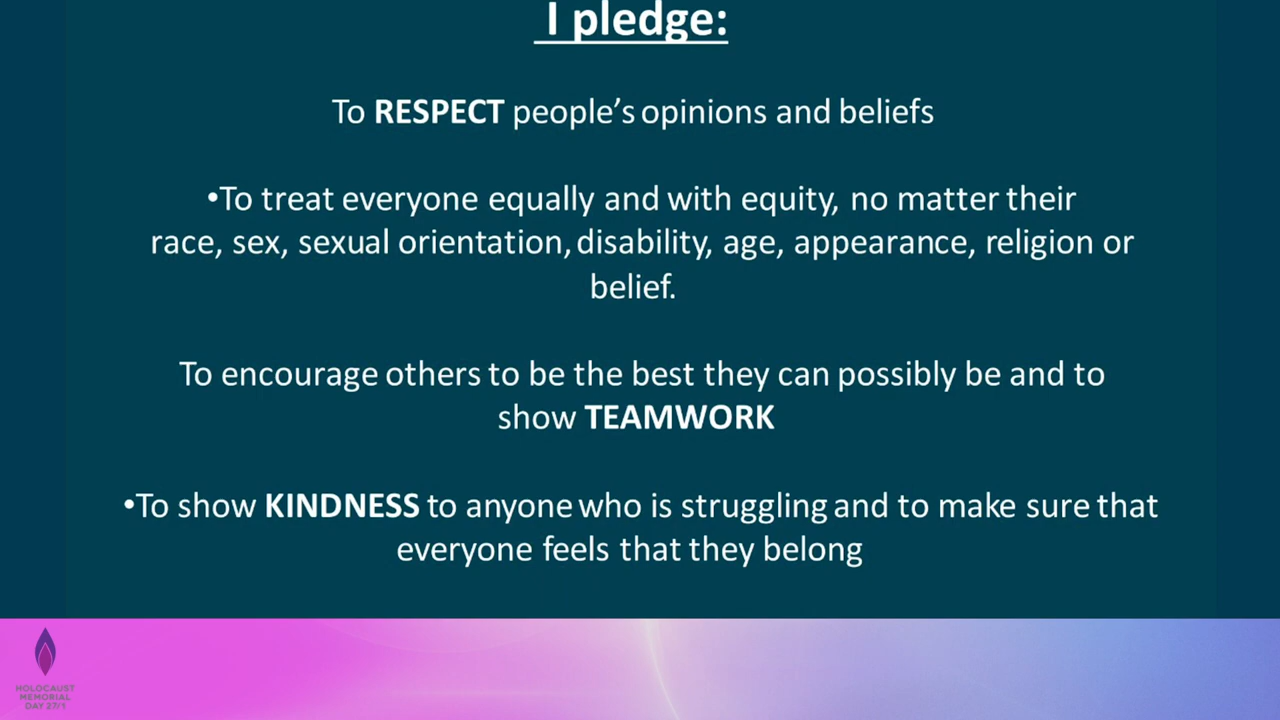 I pledge:
To RESPECT people's opinions and beliefs
•To treat everyone equally and with equity, no matter their
race, sex, sexual orientation, disability, age, appearance, religion or
belief.
To encourage others to be the best they can possibly be and to
show TEAMWORK
•To show KINDNESS to anyone who is struggling and to make sure that
everyone feels that they belong
HOLOCAUST
MEMORIAL
DAY 27/1